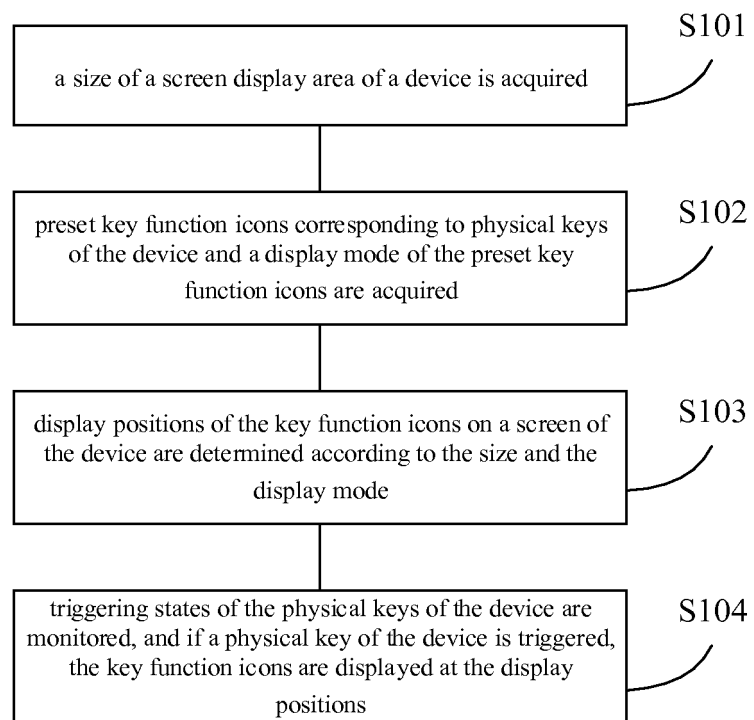 S101
a size of a screen display area of a device is acquired
S102
preset key function icons corresponding to physical keys
of the device and a display mode of the preset key
function icons are acquired
S103
display positions of the key function icons on a screen of
the device are determined according to the size and the
display mode
S104
triggering states of the physical keys of the device are
monitored, and if a physical key of the device is triggered,
the key function icons are displayed at the display
positions